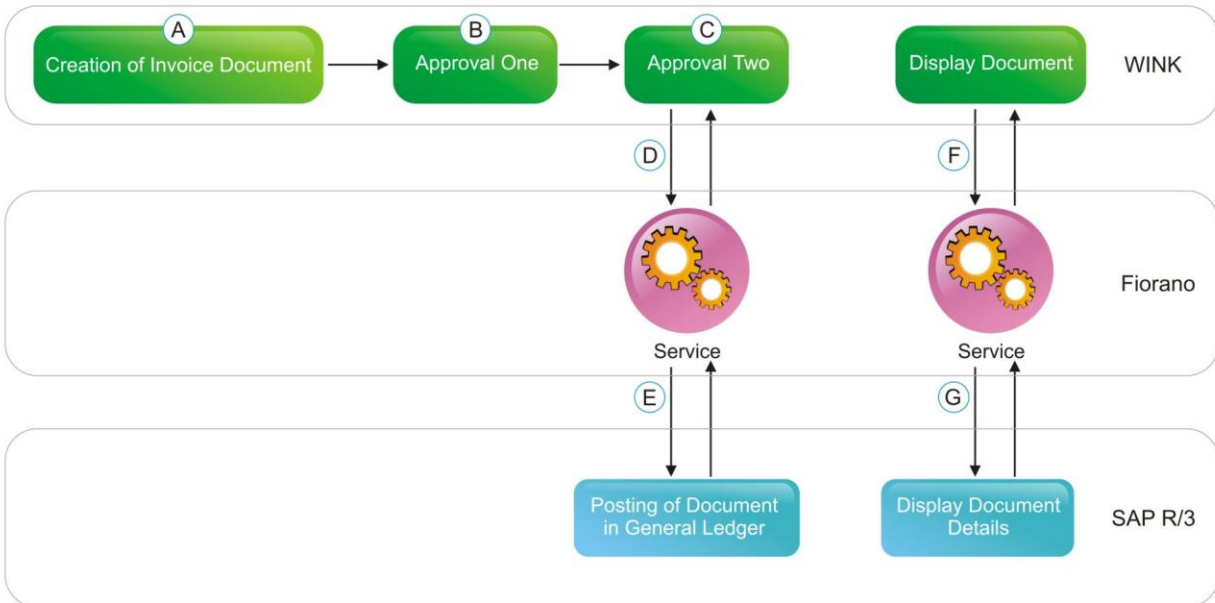 A
B
C
Creation of Invoice Document
Approval One
Approval Two
Display Document
WINK
D
F
Fiorano
Service
Service
E
G
Posting of Document
in General Ledger
Display Document
Details
SAP R/3